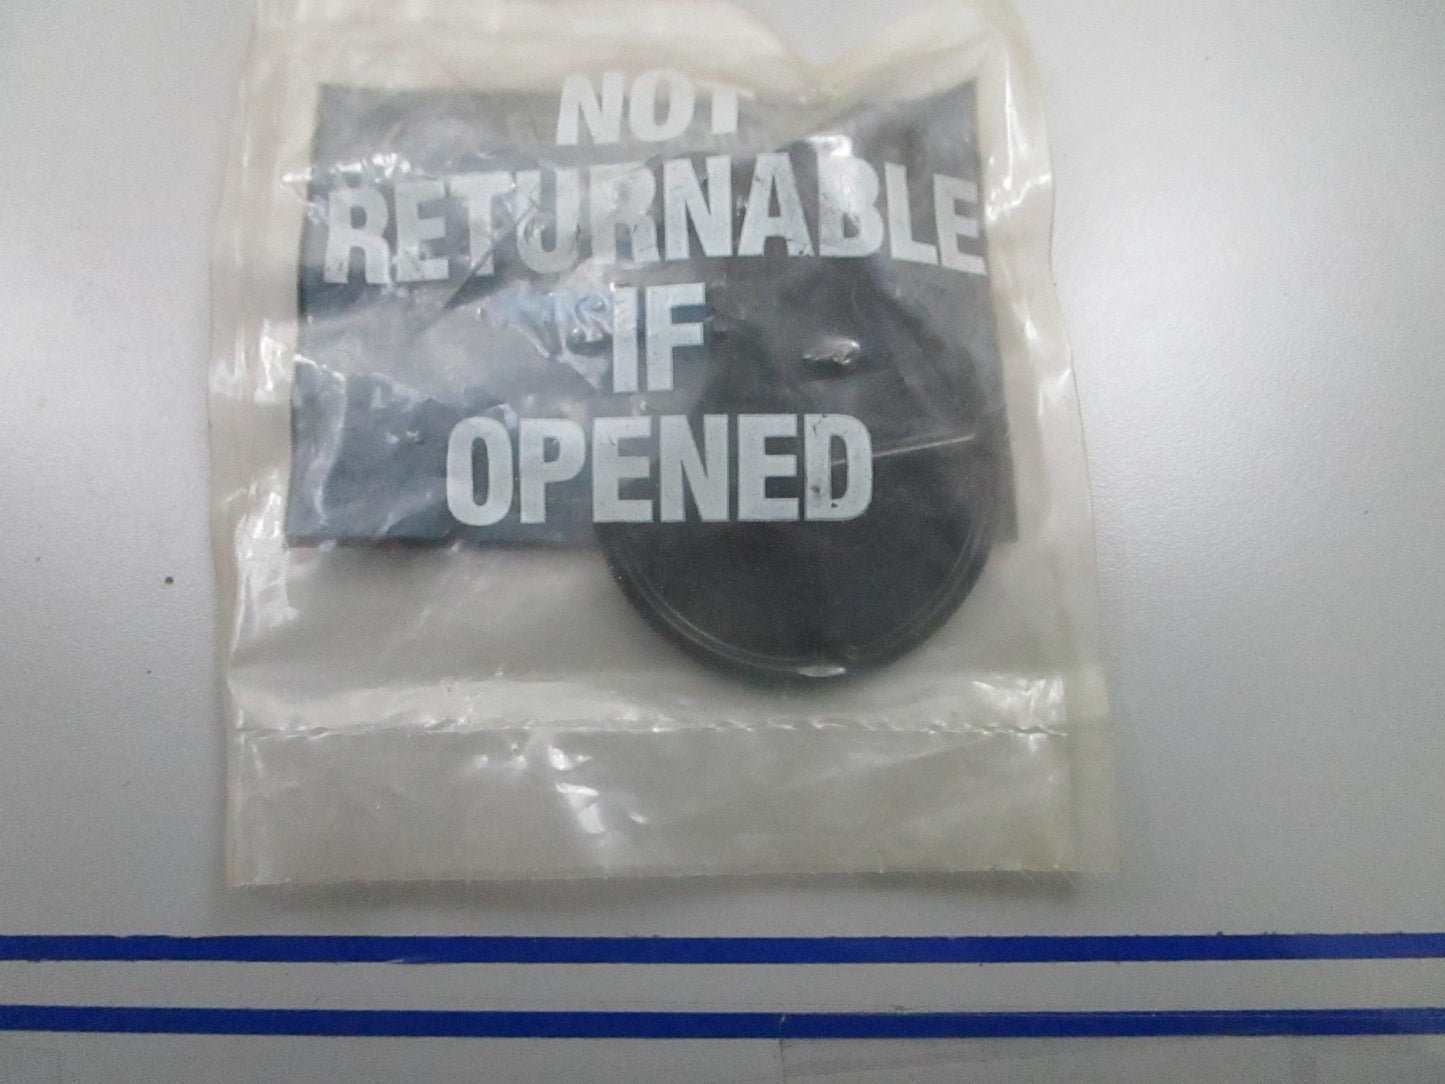 NOT
RETURNABLE
IF
OPENED